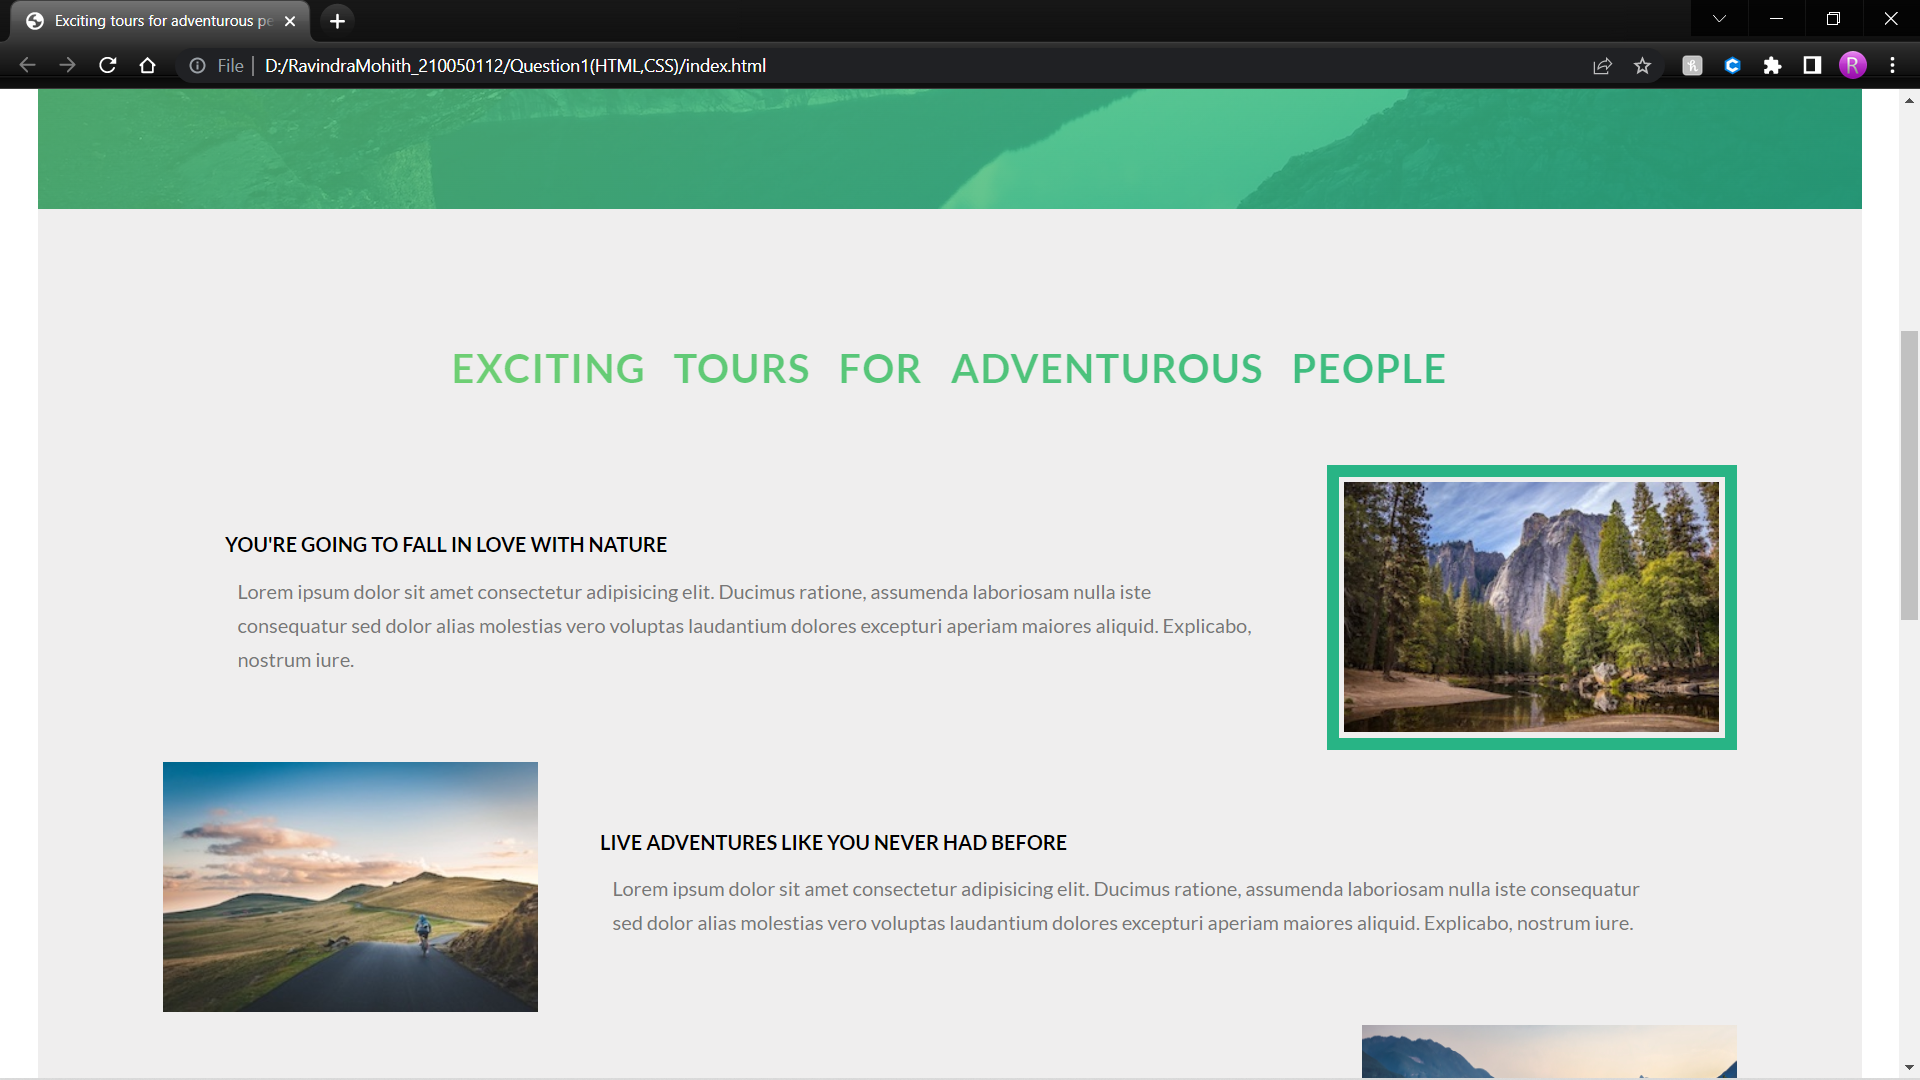 Exciting tours for adventurous pe
File
D:/RavindraMohith_210050112/Question1(HTML,CSS)/index.html
R
EXCITING TOURS FOR ADVENTUROUS PEOPLE
YOU'RE GOING TO FALL IN LOVE WITH NATURE
Lorem ipsum dolor sit amet consectetur adipisicing elit. Ducimus ratione, assumenda laboriosam nulla iste
consequatur sed dolor alias molestias vero voluptas laudantium dolores excepturi aperiam maiores aliquid. Explicabo,
nostrum iure.
LIVE ADVENTURES LIKE YOU NEVER HAD BEFORE
Lorem ipsum dolor sit amet consectetur adipisicing elit. Ducimus ratione, assumenda laboriosam nulla iste consequatur
sed dolor alias molestias vero voluptas laudantium dolores excepturi aperiam maiores aliquid. Explicabo, nostrum iure.